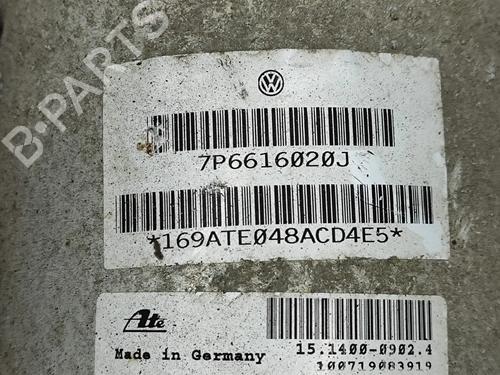 B-PARTS
7P6616020J
*169ATE048ACD4E5*
Ate
Made in Germany
15.1400-0902.4
100719083919